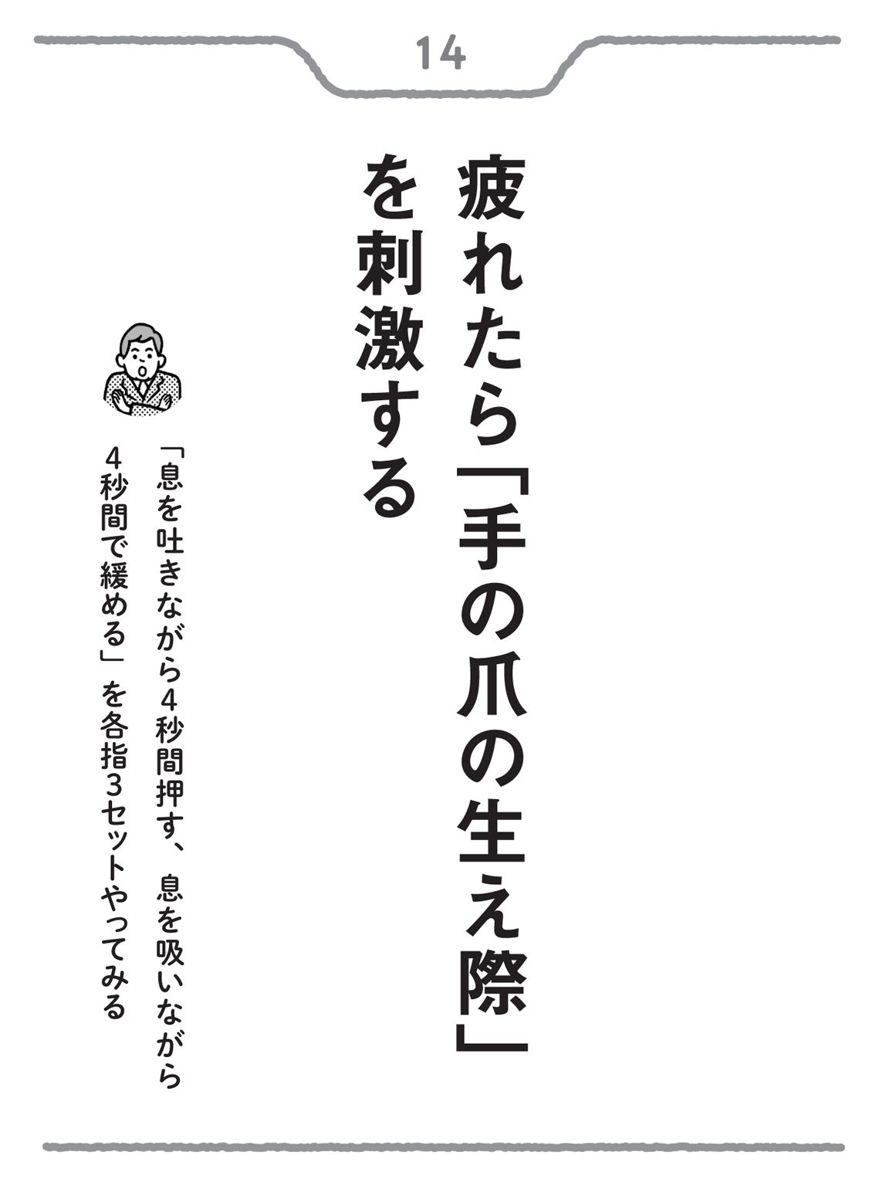 14
疲れたら「手の爪の生え際」
を刺激する
「息を吐きながら4秒間押す、息を吸いながら
4秒間で緩める」を各指3セットやってみる